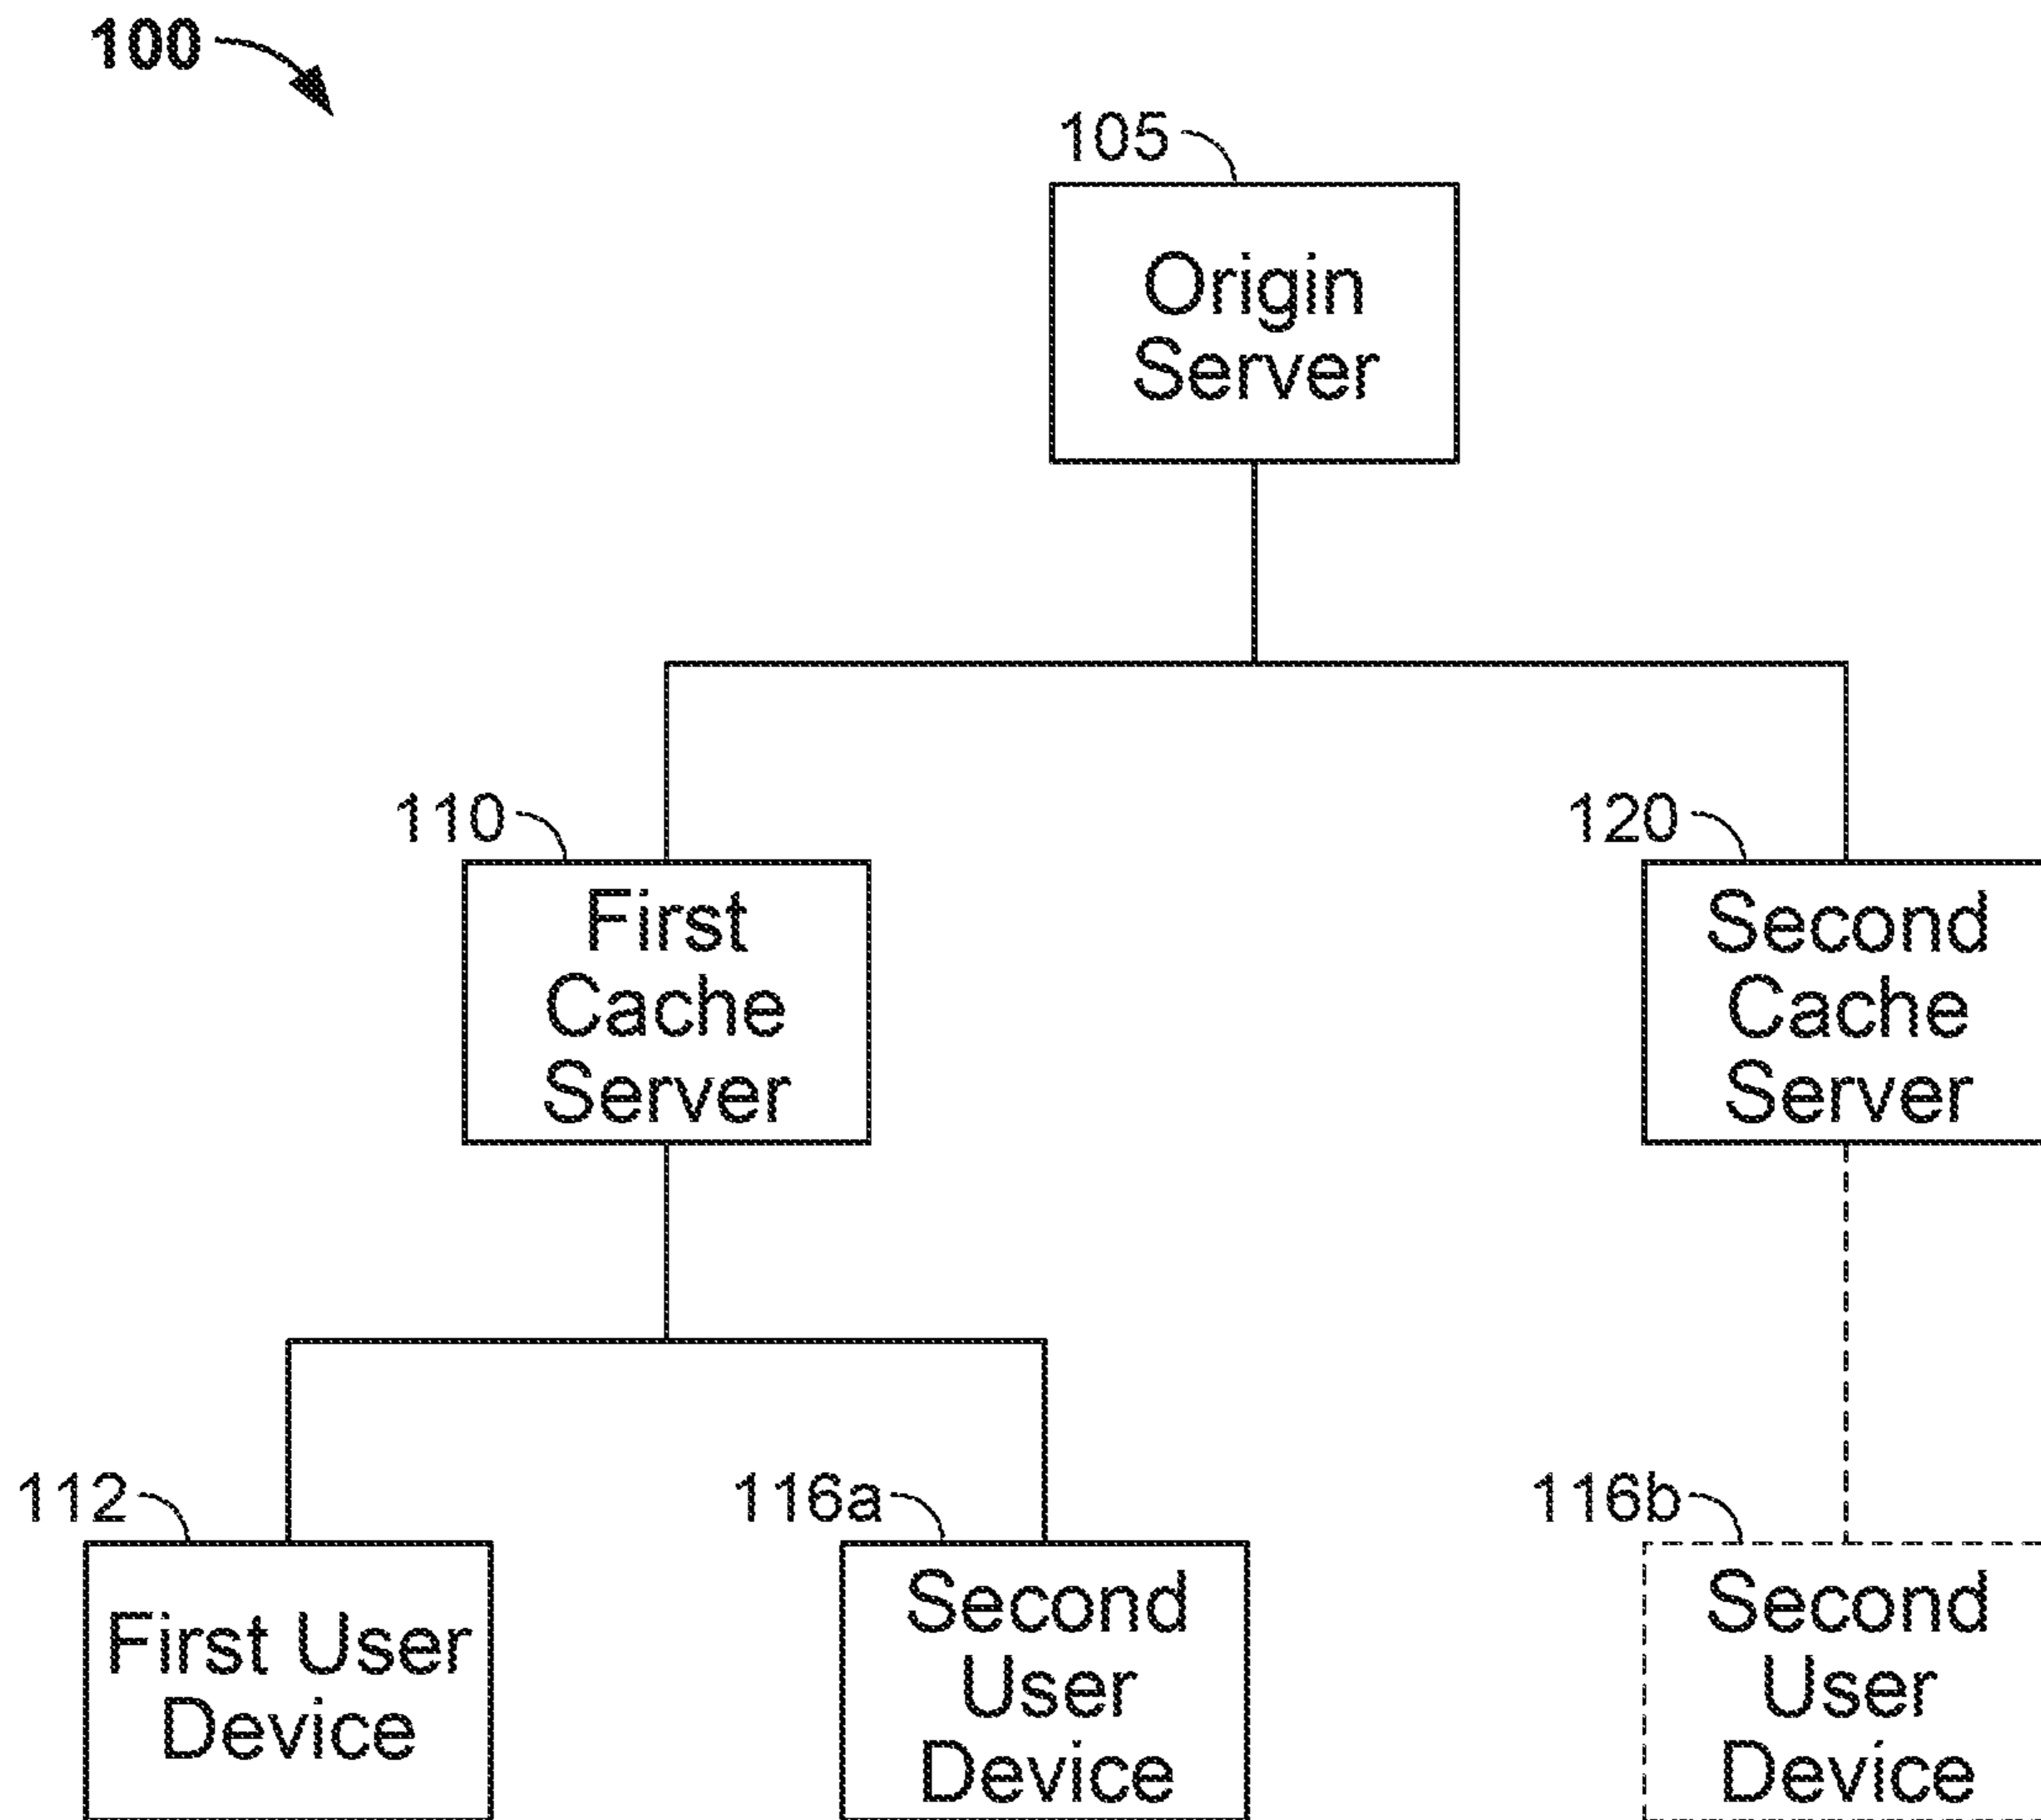 100
105
Origin
Server
110
First
Cache
Server
120
Second
Cache
Server
112
First User
Device
116a
Second
User
Device
116b
Second
User
Device